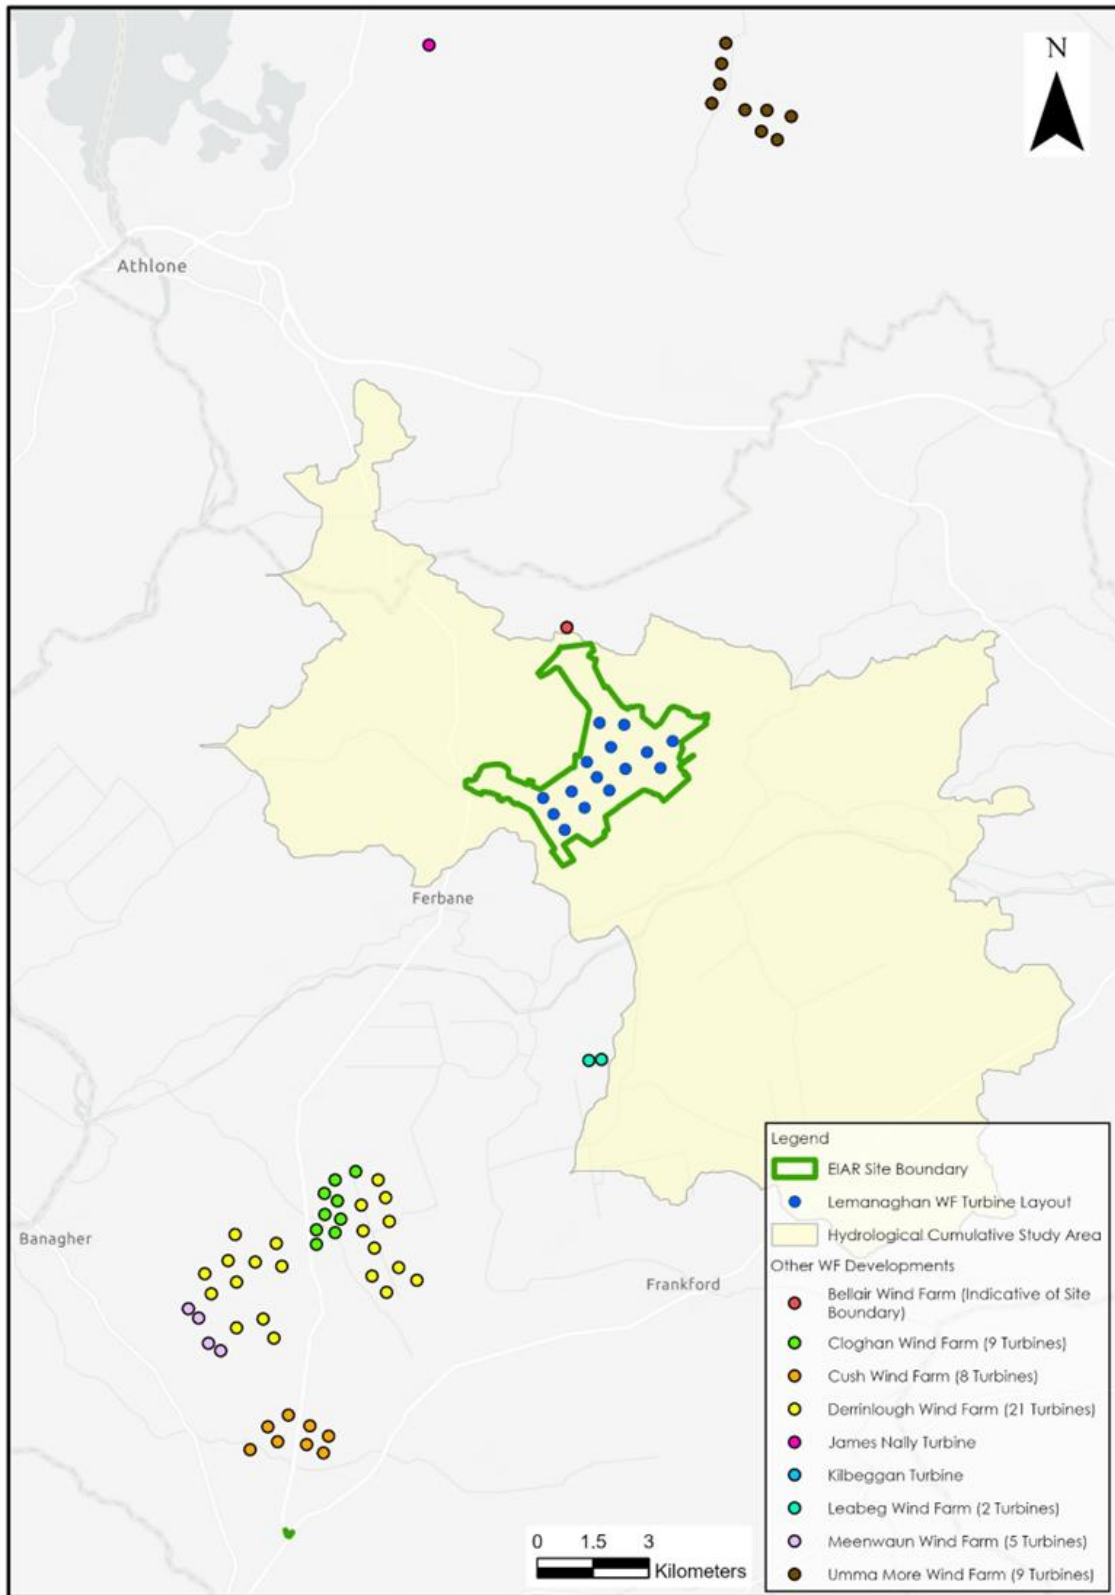 N
Athlone
Ferbane
Banagher
Frankford
Legend
EIAR Site Boundary
Lemanaghan WF Turbine Layout
Hydrological Cumulative Study Area
Other WF Developments
Bellair Wind Farm (Indicative of Site
Boundary)
Cloghan Wind Farm (9 Turbines)
Cush Wind Farm (8 Turbines)
Derrinlough Wind Farm (21 Turbines)
James Nally Turbine
Kilbeggan Turbine
Leabeg Wind Farm (2 Turbines)
Meenwaun Wind Farm (5 Turbines)
Umma More Wind Farm (9 Turbines)
0 1.5 3
Kilometers